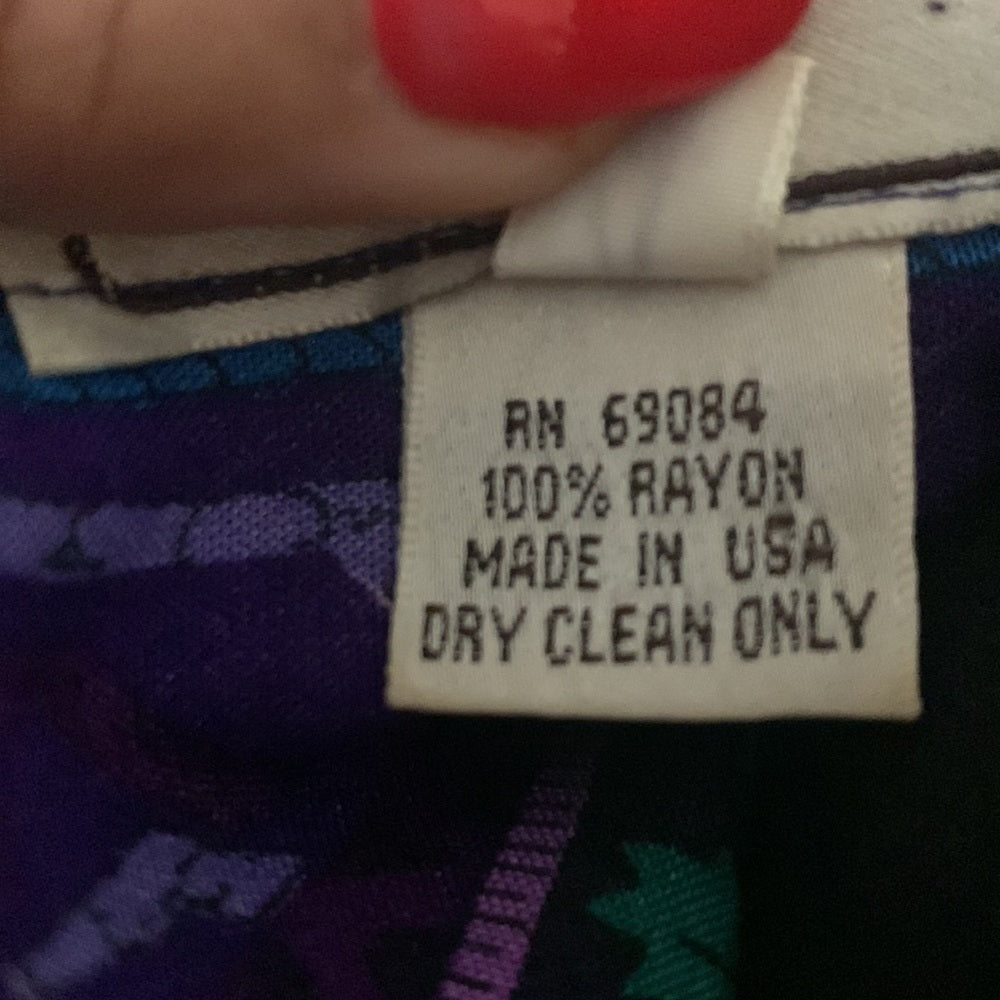 RN 69084
100% RAYON
MADE IN USA
DRY CLEAN ONLY